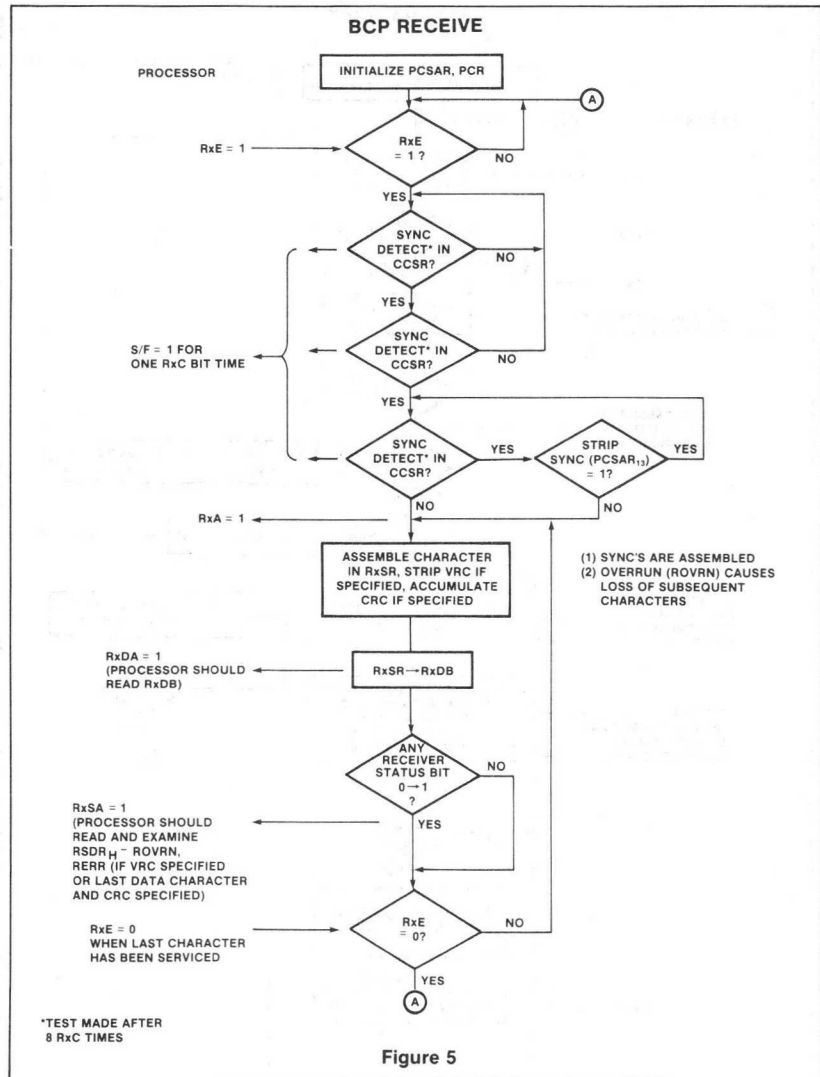 BCP RECEIVE
PROCESSOR
INITIALIZE PCSAR, PCR
A
RxE = 1
RxE
= 1?
NO
YES
SYNC
DETECT* IN
CCSR?
NO
YES
S/F = 1 FOR
ONE RxC BIT TIME
SYNC
DETECT* IN
CCSR?
NO
YES
SYNC
DETECT* IN
CCSR?
YES
STRIP
SYNC (PCSAR13)
= 1?
YES
NO
NO
RxA = 1
ASSEMBLE CHARACTER
IN RxSR, STRIP VRC IF
SPECIFIED, ACCUMULATE
CRC IF SPECIFIED
(1) SYNC'S ARE ASSEMBLED
(2) OVERRUN (ROVRN) CAUSES
LOSS OF SUBSEQUENT
CHARACTERS
RxDA = 1
(PROCESSOR SHOULD
READ RxDB)
RxSR→RxDB
ANY
RECEIVER
STATUS BIT
0→1
?
NO
YES
RxSA = 1
(PROCESSOR SHOULD
READ AND EXAMINE
RSDRH– ROVRN,
RERR (IF VRC SPECIFIED
OR LAST DATA CHARACTER
AND CRC SPECIFIED)
RxE = 0
WHEN LAST CHARACTER
HAS BEEN SERVICED
RxE
= 0?
NO
YES
A
*TEST MADE AFTER
8 RxC TIMES
Figure 5